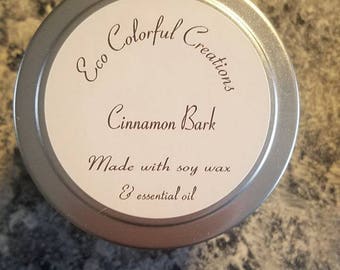 Eco Colorful Creations
Cinnamon Bark
Made with soy wax
& essential oil